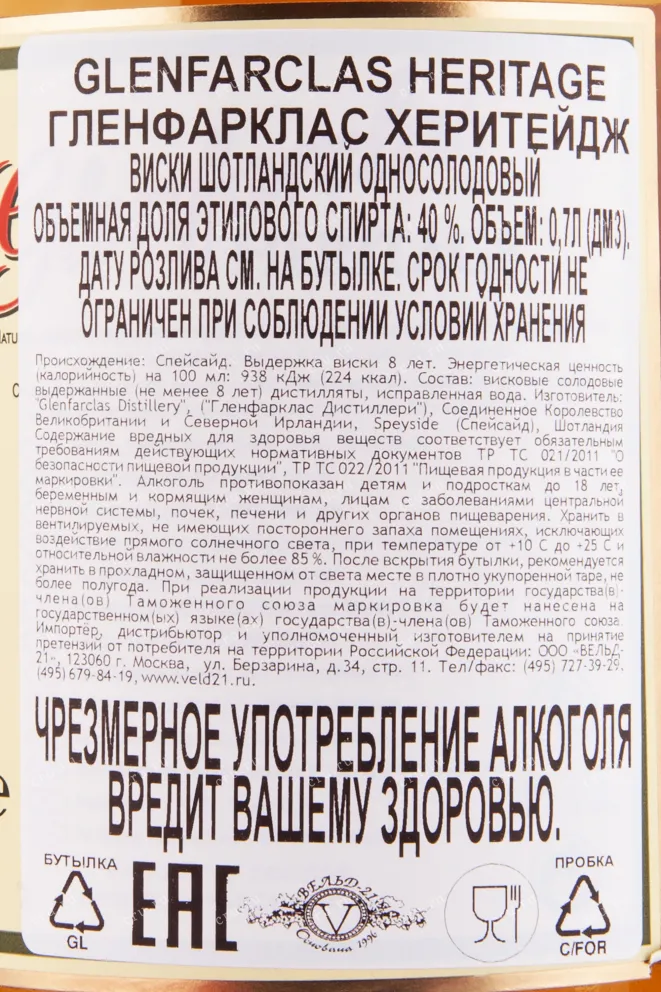 GLENFARCLAS HERITAGE
ГЛЕНФАРКЛАС ХЕРИТЕЙДЖ
ВИСКИ ШОТЛАНДСКИЙ ОДНОСОЛОДОВЫЙ
ОБЪЕМНАЯ ДОЛЯ ЭТИЛОВОГО СПИРТА: 40 %. ОБЪЕМ: 0,7Л (ДМ3).
ДАТУ РОЗЛИВА СМ. НА БУТЫЛКЕ. СРОК ГОДНОСТИ НЕ
ОГРАНИЧЕН ПРИ СОБЛЮДЕНИИ УСЛОВИЙ ХРАНЕНИЯ
Происхождение: Спейсайд. Выдержка виски 8 лет. Энергетическая ценность
(калорийность) на 100 мл: 938 кДж (224 ккал). Состав: висковые солодовые
выдержанные (не менее 8 лет) дистилляты, исправленная вода. Изготовитель:
"Glenfarclas Distillery", ("Гленфарклас Дистиллери"), Соединенное Королевство
Великобритании и Северной Ирландии, Speyside (Спейсайд), Шотландия
Содержание вредных для здоровья веществ соответствует обязательным
требованиям действующих нормативных документов ТР ТС 021/2011 "О
безопасности пищевой продукции", ТР ТС 022/2011 "Пищевая продукция в части ее
маркировки". Алкоголь противопоказан детям и подросткам до 18 лет,
беременным и кормящим женщинам, лицам с заболеваниями центральной
нервной системы, почек, печени и других органов пищеварения. Хранить в
вентилируемых, не имеющих постороннего запаха помещениях, исключающих
воздействие прямого солнечного света, при температуре от +10 С до +25 С и
относительной влажности не более 85 %. После вскрытия бутылки, рекомендуется
хранить в прохладном, защищенном от света месте в плотно укупоренной таре, не
более полугода. При реализации продукции на территории государства(в)-
члена(ов) Таможенного союза маркировка будет нанесена на
государственном(ых) языке(ах) государства(в)-члена(ов) Таможенного союза.
Импортёр, дистрибьютор и уполномоченный изготовителем на принятие
претензий от потребителя на территории Российской Федерации: ООО «ВЕЛЬД-
21», 123060 г. Москва, ул. Берзарина, д.34, стр. 11. Тел/факс: (495) 727-39-29,
(495) 679-84-19, www.veld21.ru.
ЧРЕЗМЕРНОЕ УПОТРЕБЛЕНИЕ АЛКОГОЛЯ
ВРЕДИТ ВАШЕМУ ЗДОРОВЬЮ.
БУТЫЛКА
GL
EAC
ВЕЛЬД-21
V
Основана 1996
ПРОБКА
C/FOR